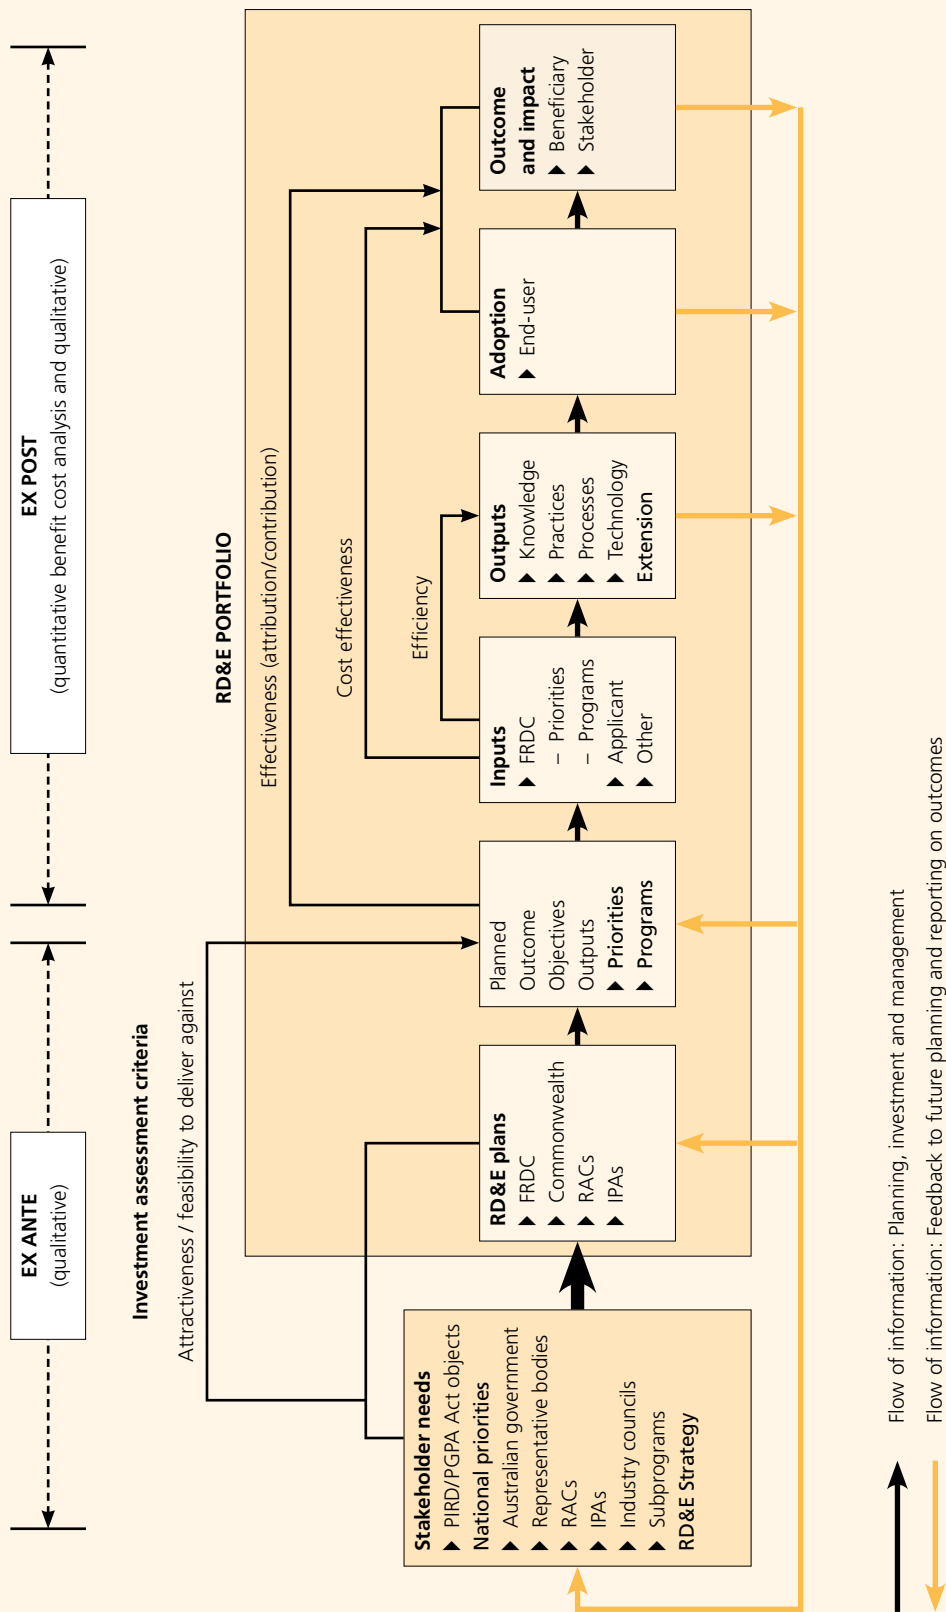 EX ANTE
(qualitative)
EX POST
(quantitative benefit cost analysis and qualitative)
Investment assessment criteria
Attractiveness / feasibility to deliver against
RD&E PORTFOLIO
Effectiveness (attribution/contribution)
Cost effectiveness
Efficiency
Stakeholder needs
▶ PIRD/PGPA Act objects
National priorities
▶ Australian government
▶ Representative bodies
▶ RACs
▶ IPAs
▶ Industry councils
▶ Subprograms
RD&E Strategy
RD&E plans
▶ FRDC
▶ Commonwealth
▶ RACs
▶ IPAs
Planned
Outcome
Objectives
Outputs
▶ Priorities
▶ Programs
Inputs
▶ FRDC
– Priorities
– Programs
▶ Applicant
▶ Other
Outputs
▶ Knowledge
▶ Practices
▶ Processes
▶ Technology
Extension
Adoption
▶ End-user
Outcome
and impact
▶ Beneficiary
▶ Stakeholder
Flow of information: Planning, investment and management
Flow of information: Feedback to future planning and reporting on outcomes